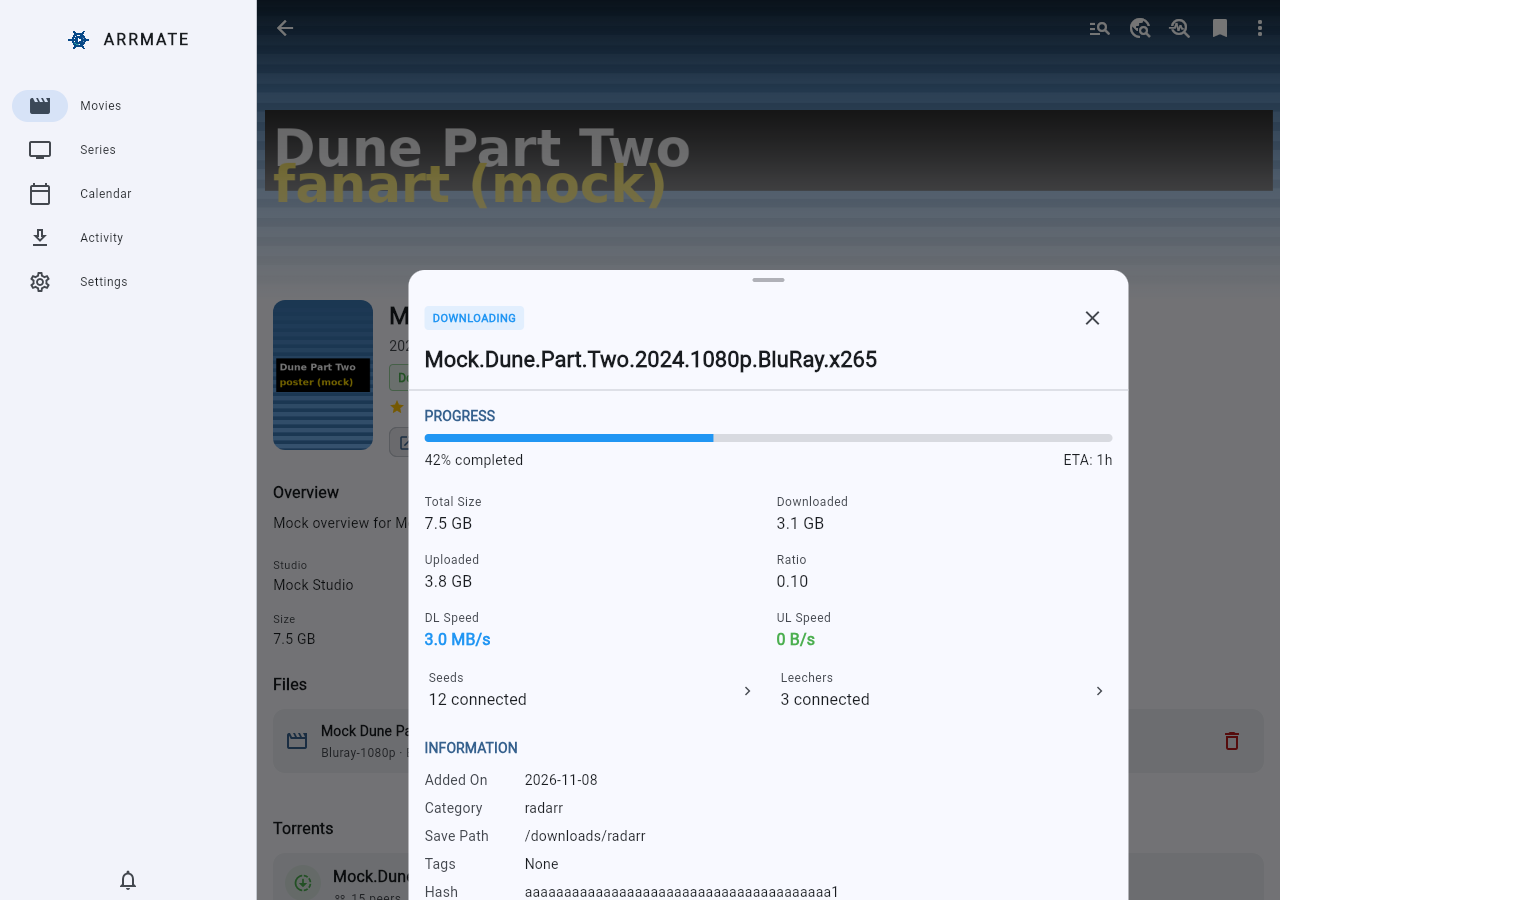 ARRMATE
Movies
Series
Calendar
Activity
Settings
Dune Part Two
fanart (mock)
Dune Part Two
poster (mock)
M
202
Do
Overview
Mock overview for M
Studio
Mock Studio
Size
7.5 GB
Files
Mock Dune Pa
Bluray-1080p ·
Torrents
Mock.Dun
15 peers
DOWNLOADING
Mock.Dune.Part.Two.2024.1080p.BluRay.x265
PROGRESS
42% completed
ETA: 1h
Total Size
Downloaded
7.5 GB
3.1 GB
Uploaded
Ratio
3.8 GB
0.10
DL Speed
UL Speed
3.0 MB/s
0 B/s
Seeds
Leechers
12 connected
3 connected
INFORMATION
Added On 2026-11-08
Category radarr
Save Path /downloads/radarr
Tags None
Hash aaaaaaaaaaaaaaaaaaaaaaaaaaaaaaaaaaaaaaa1